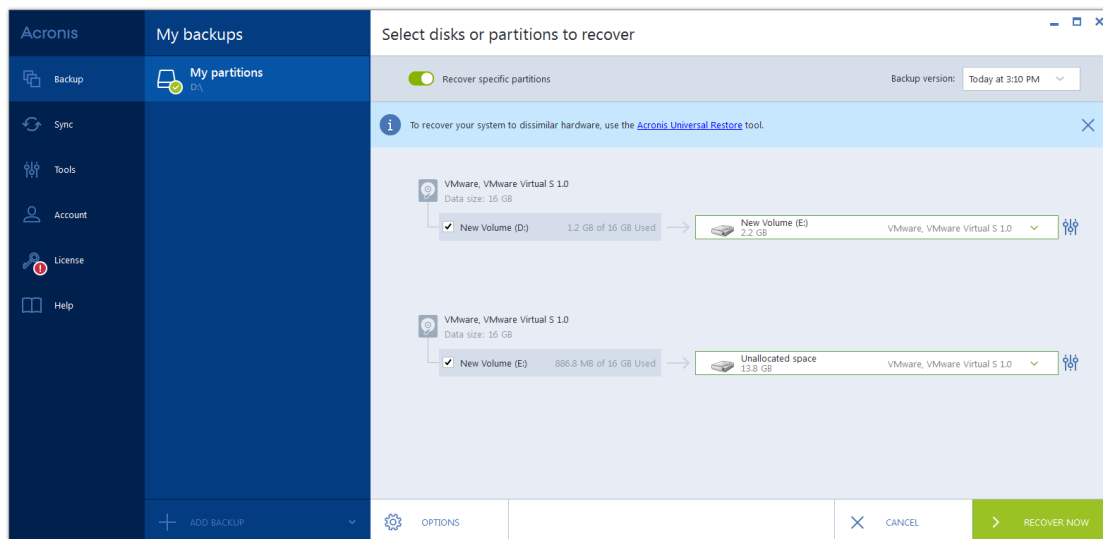 Acronis
My backups
Select disks or partitions to recover
Backup
My partitions
D:\
Recover specific partitions
Backup version:
Today at 3:10 PM
Sync
To recover your system to dissimilar hardware, use the Acronis Universal Restore tool.
Tools
VMware, VMware Virtual S 1.0
Data size: 16 GB
Account
New Volume (D:)
1.2 GB of 16 GB Used
New Volume (E:)
2.2 GB
VMware, VMware Virtual S 1.0
License
Help
VMware, VMware Virtual S 1.0
Data size: 16 GB
New Volume (E:)
886.8 MB of 16 GB Used
Unallocated space
13.8 GB
VMware, VMware Virtual S 1.0
ADD BACKUP
OPTIONS
CANCEL
RECOVER NOW